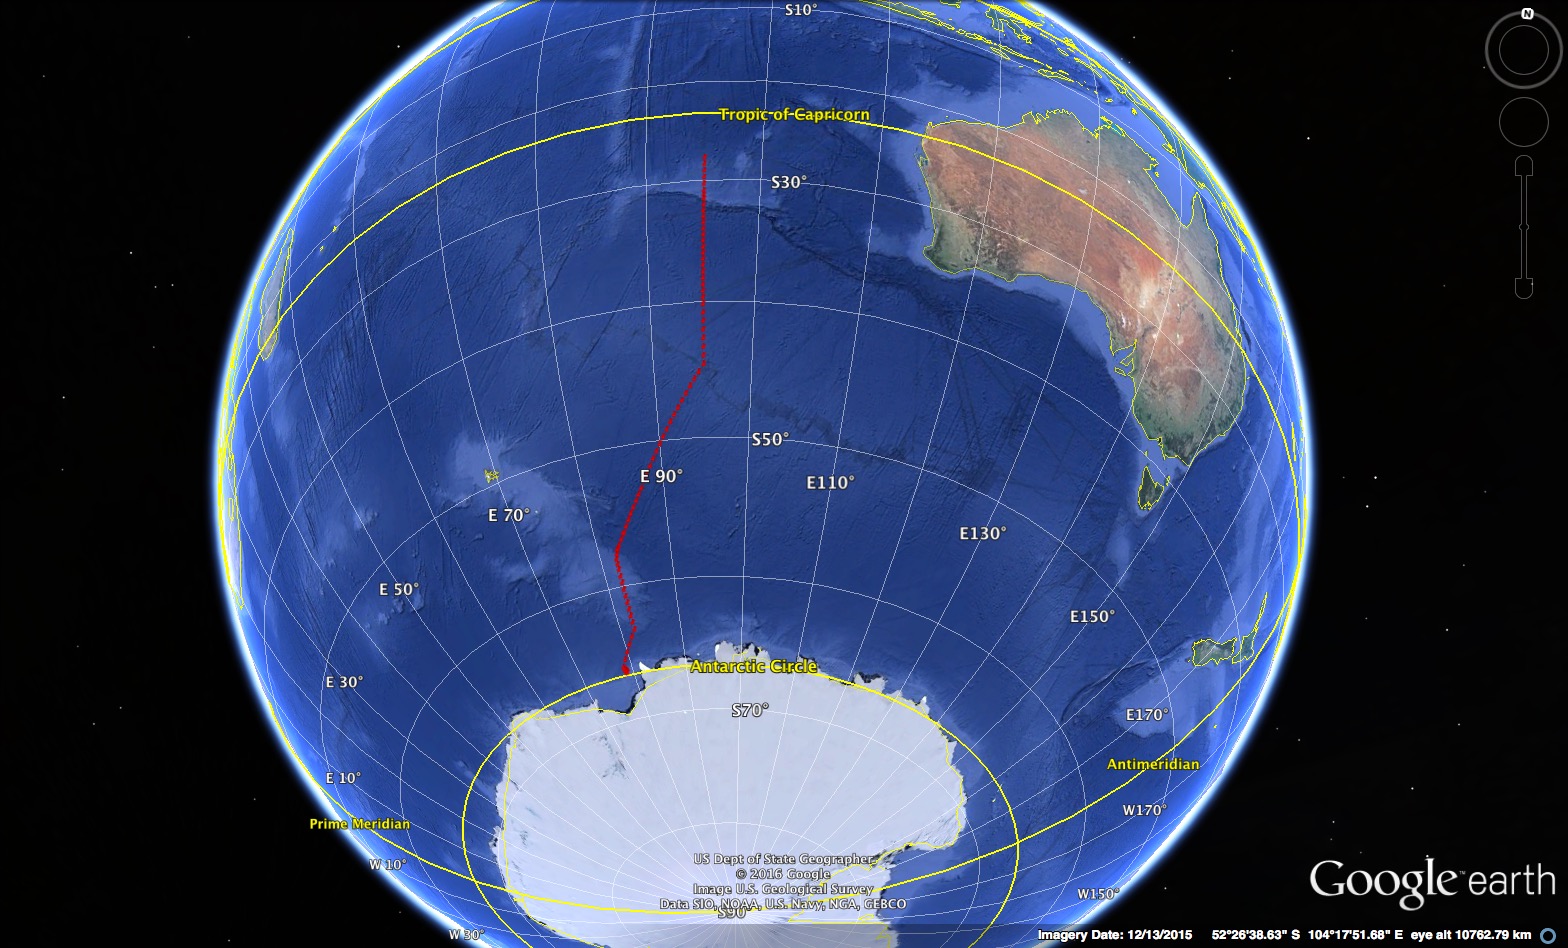 N
S10°
Tropic of Capricorn
S30°
S50°
E 90°
E110°
E 70°
E130°
E 50°
E150°
Antarctic Circle
E 30°
S70°
E170°
Antimeridian
E 10°
W170°
Prime Meridian
W 10°
US Dept of State Geographer
© 2016 Google
Image U.S. Geological Survey
Data SIO, NOAA, U.S. Navy, NGA, GEBCO
S90°
W150°
W 30°
Google earth
Imagery Date: 12/13/2015 52°26'38.63" S 104°17'51.68" E eye alt 10762.79 km